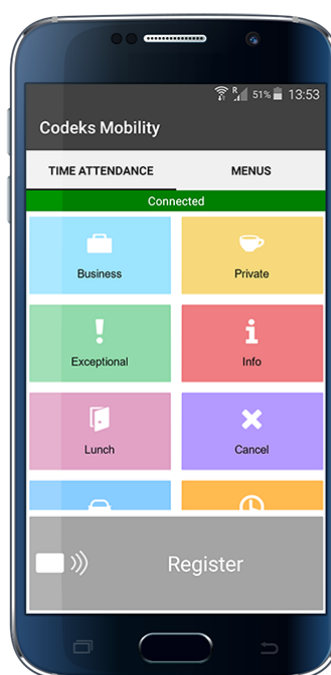 R 51% 13:53
Codeks Mobility
TIME ATTENDANCE MENUS
Connected
Business Private
Exceptional Info
Lunch Cancel
Register